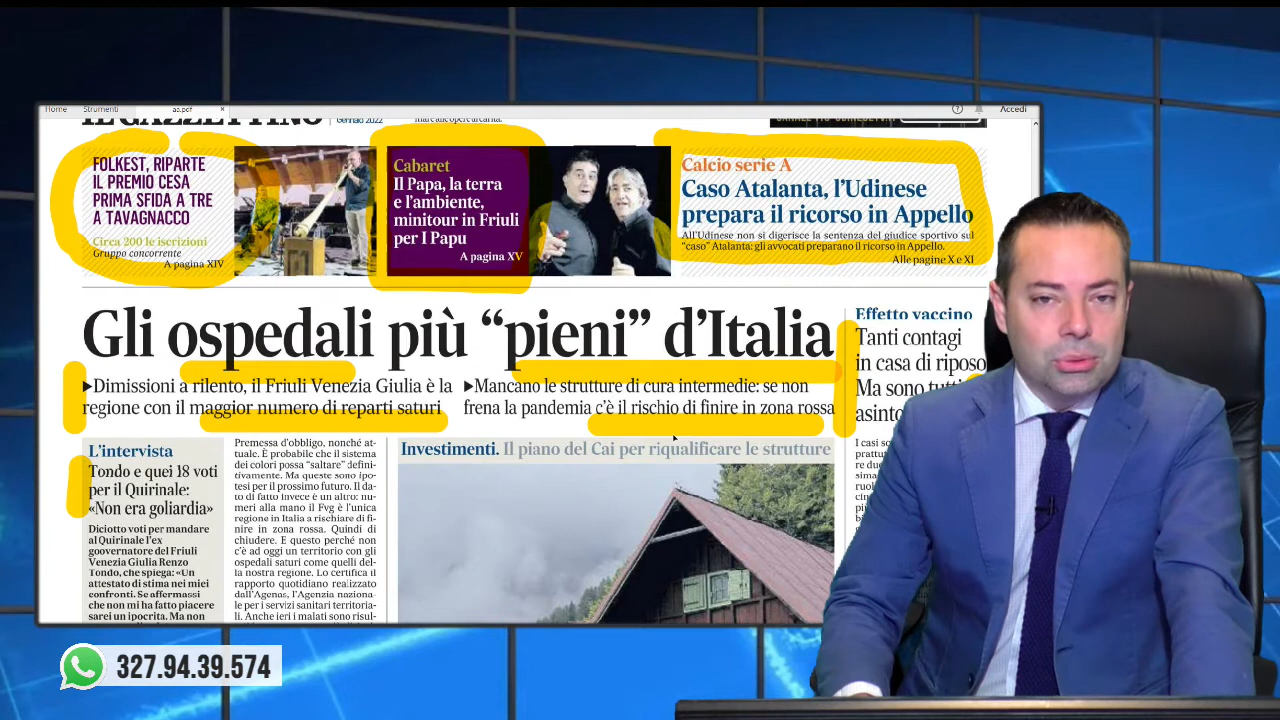 Home
Strumenti
aa.pdf
Accedi
IL GAZZETTINO
Gennaio 2022
FOLKEST, RIPARTE
IL PREMIO CESA
PRIMA SFIDA A TRE
A TAVAGNACCO
Circa 200 le iscrizioni
Gruppo concorrente
A pagina XIV
Cabaret
Il Papa, la terra
e l'ambiente,
minitour in Friuli
per I Papu
A pagina XV
Calcio serie A
Caso Atalanta, l'Udinese
prepara il ricorso in Appello
All'Udinese non si digerisce la sentenza del giudice sportivo sul
"caso" Atalanta: gli avvocati preparano il ricorso in Appello.
Alle pagine X e XI
Gli ospedali più “pieni” d'Italia
▶Dimissioni a rilento, il Friuli Venezia Giulia è la
regione con il maggior numero di reparti saturi
▶Mancano le strutture di cura intermedie: se non
frena la pandemia c'è il rischio di finire in zona rossa
Effetto vaccino
Tanti contagi
in casa di riposo
Ma sono tutti
asinto
L'intervista
Tondo e quei 18 voti
per il Quirinale:
«Non era goliardia»
Diciotto voti per mandare
al Quirinale l'ex
goovernatore del Friuli
Venezia Giulia Renzo
Tondo, che spiega: «Un
attestato di stima nei miei
confronti. Se affermassi
che non mi ha fatto piacere
sarei un ipocrita. Ma non
Premessa d'obbligo, nonché at-
tuale. È probabile che il sistema
dei colori possa "saltare" defini-
tivamente. Ma queste sono ipo-
tesi per il prossimo futuro. Il da-
to di fatto invece è un altro: nu-
meri alla mano il Fvg è l'unica
regione in Italia a rischiare di fi-
nire in zona rossa. Quindi di
chiudere. E questo perché non
c'è ad oggi un territorio con gli
ospedali saturi come quelli del-
la nostra regione. Lo certifica il
rapporto quotidiano realizzato
dall'Agenas, l'Agenzia naziona-
le per i servizi sanitari territoria-
li. Anche ieri i malati sono risul-
Investimenti. Il piano del Cai per riqualificare le strutture
327.94.39.574